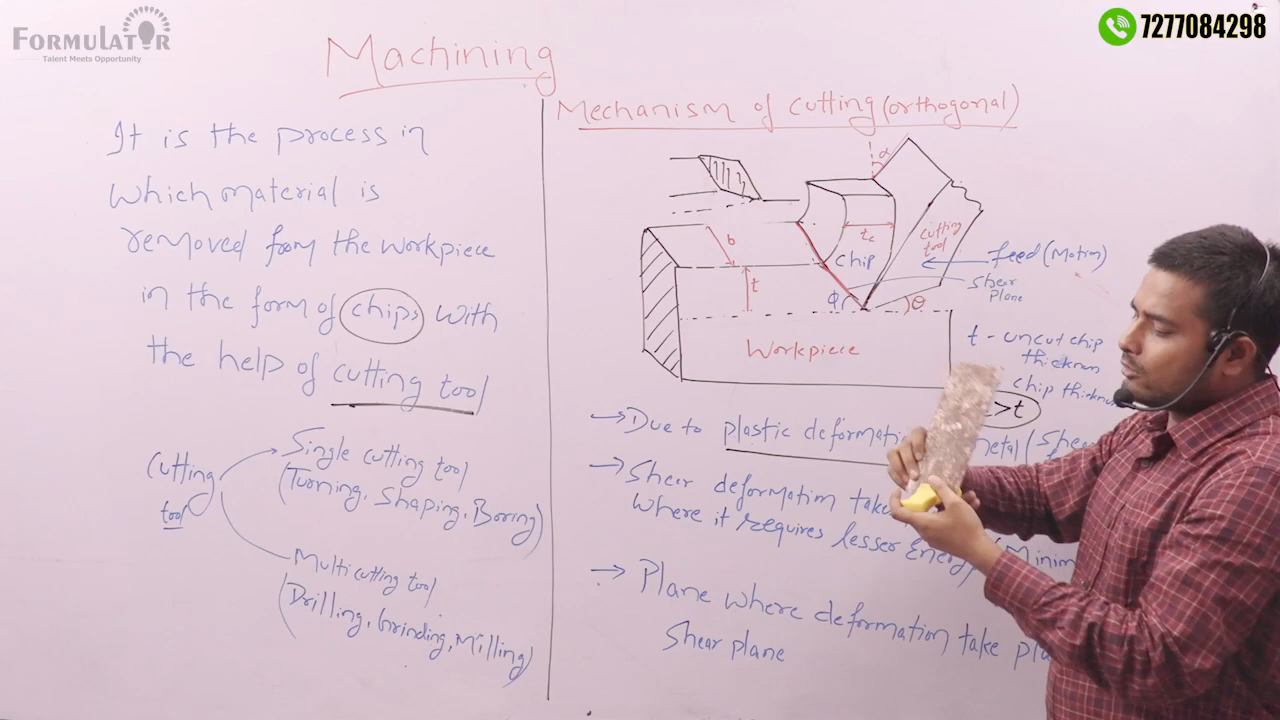 FORMULATOR
Talent Meets Opportunity
7277084298
Machining
It is the process in
which material is
removed from the workpiece
in the form of chips with
the help of cutting tool
Cutting
tool
Single cutting tool
(Turning, Shaping, Boring)
Multi cutting tool
(Drilling, Grinding, Milling)
Mechanism of cutting (orthogonal)
α
b
tc
cutting
tool
chip
t
feed (Motion)
shear
plane
φ
θ
Workpiece
t - uncut chip
thickness
chip thickness
>t
→ Due to plastic deformation metal (Shear
→ Shear deformation take
where it requires lesser Energy (Minim
→ Plane where deformation take pla
Shear plane